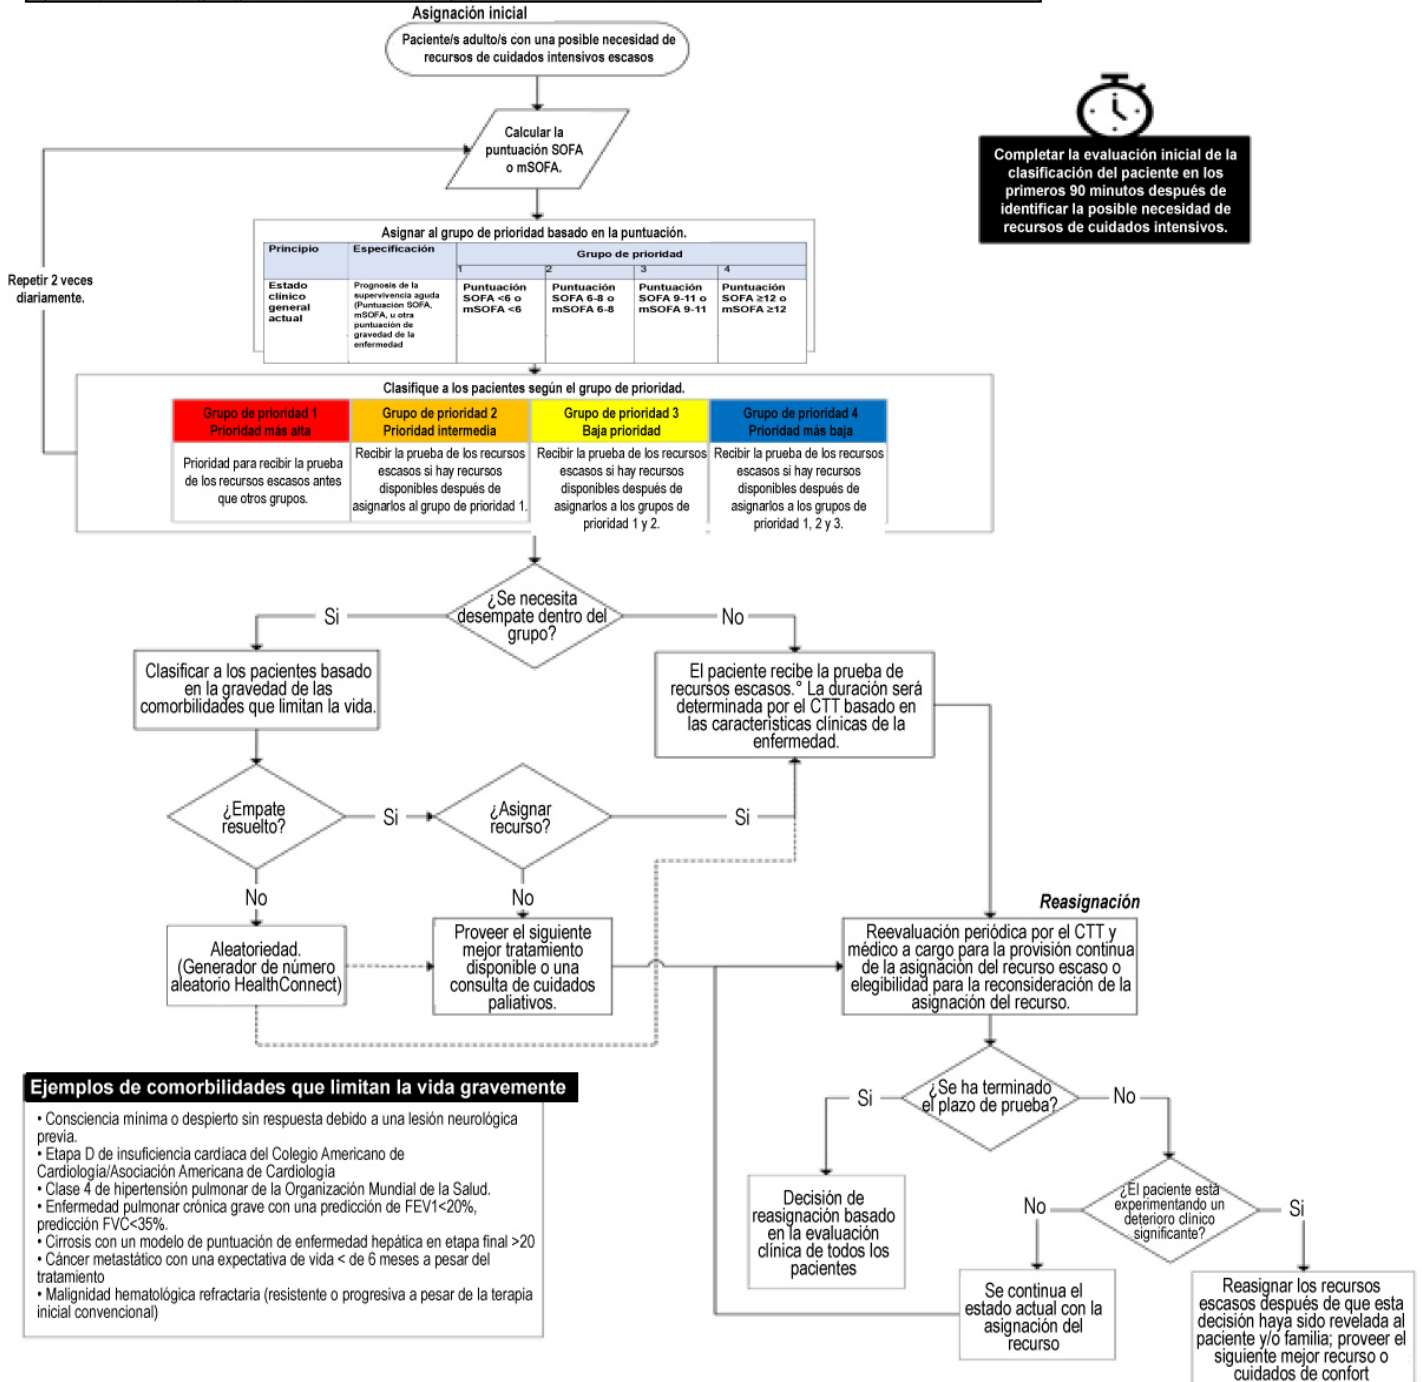 Asignación inicial
Paciente/s adulto/s con una posible necesidad de
recursos de cuidados intensivos escasos
Calcular la
puntuación SOFA
o mSOFA.
Completar la evaluación inicial de la
clasificación del paciente en los
primeros 90 minutos después de
identificar la posible necesidad de
recursos de cuidados intensivos.
Repetir 2 veces
diariamente.
Asignar al grupo de prioridad basado en la puntuación.
Principio
Especificación
Grupo de prioridad
1
2
3
4
Estado
clínico
general
actual
Prognosis de la
supervivencia aguda
(Puntuación SOFA,
mSOFA, u otra
puntuación de
gravedad de la
enfermedad
Puntuación
SOFA <6 o
mSOFA <6
Puntuación
SOFA 6-8 o
mSOFA 6-8
Puntuación
SOFA 9-11 o
mSOFA 9-11
Puntuación
SOFA ≥12 o
mSOFA ≥12
Clasifique a los pacientes según el grupo de prioridad.
Grupo de prioridad 1
Prioridad más alta
Prioridad para recibir la prueba
de los recursos escasos antes
que otros grupos.
Grupo de prioridad 2
Prioridad intermedia
Recibir la prueba de los recursos
escasos si hay recursos
disponibles después de
asignarlos al grupo de prioridad 1.
Grupo de prioridad 3
Baja prioridad
Recibir la prueba de los recursos
escasos si hay recursos
disponibles después de
asignarlos a los grupos de
prioridad 1 y 2.
Grupo de prioridad 4
Prioridad más baja
Recibir la prueba de los recursos
escasos si hay recursos
disponibles después de
asignarlos a los grupos de
prioridad 1, 2 y 3.
¿Se necesita
desempate dentro del
grupo?
Si
No
Clasificar a los pacientes basado
en la gravedad de las
comorbilidades que limitan la vida.
El paciente recibe la prueba de
recursos escasos.° La duración será
determinada por el CTT basado en
las características clínicas de la
enfermedad.
¿Empate
resuelto?
Si
¿Asignar
recurso?
Si
No
No
Aleatoriedad.
(Generador de número
aleatorio HealthConnect)
Proveer el siguiente
mejor tratamiento
disponible o una
consulta de cuidados
paliativos.
Reasignación
Reevaluación periódica por el CTT y
médico a cargo para la provisión continua
de la asignación del recurso escaso o
elegibilidad para la reconsideración de la
asignación del recurso.
¿Se ha terminado
el plazo de prueba?
Si
No
Decisión de
reasignación basado
en la evaluación
clínica de todos los
pacientes
¿El paciente está
experimentando un
deterioro clínico
significante?
No
Si
Se continua el
estado actual con la
asignación del
recurso
Reasignar los recursos
escasos después de que esta
decisión haya sido revelada al
paciente y/o familia; proveer el
siguiente mejor recurso o
cuidados de confort
Ejemplos de comorbilidades que limitan la vida gravemente
• Consciencia mínima o despierto sin respuesta debido a una lesión neurológica
previa.
• Etapa D de insuficiencia cardíaca del Colegio Americano de
Cardiología/Asociación Americana de Cardiología
• Clase 4 de hipertensión pulmonar de la Organización Mundial de la Salud.
• Enfermedad pulmonar crónica grave con una predicción de FEV1<20%,
predicción FVC<35%.
• Cirrosis con un modelo de puntuación de enfermedad hepática en etapa final >20
• Cáncer metastático con una expectativa de vida < de 6 meses a pesar del
tratamiento
• Malignidad hematológica refractaria (resistente o progresiva a pesar de la terapia
inicial convencional)